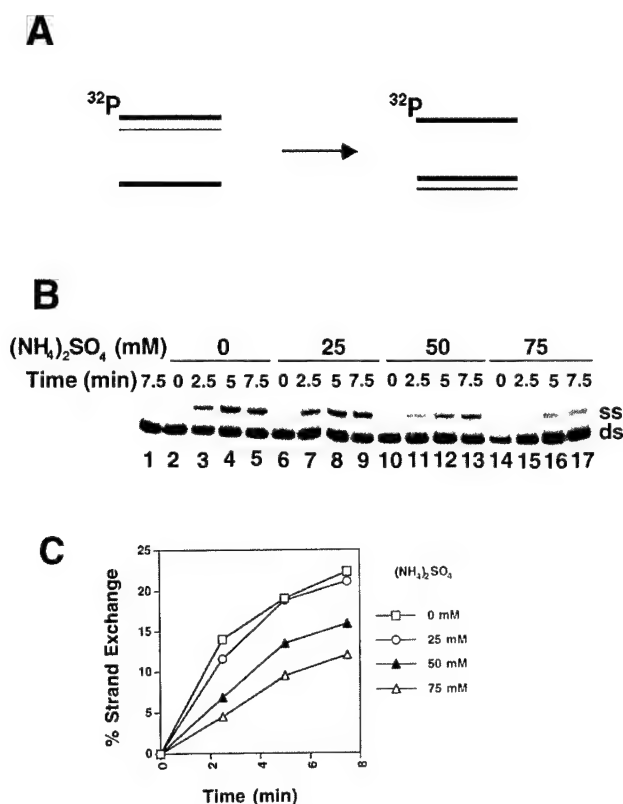 A
³²P
³²P
B
(NH₄)₂SO₄ (mM) 0 25 50 75
Time (min) 7.5 0 2.5 5 7.5 0 2.5 5 7.5 0 2.5 5 7.5 0 2.5 5 7.5
ss
ds
1 2 3 4 5 6 7 8 9 10 11 12 13 14 15 16 17
C
% Strand Exchange
25
20
15
10
5
0
0 2 4 6 8
Time (min)
(NH₄)₂SO₄
0 mM
25 mM
50 mM
75 mM